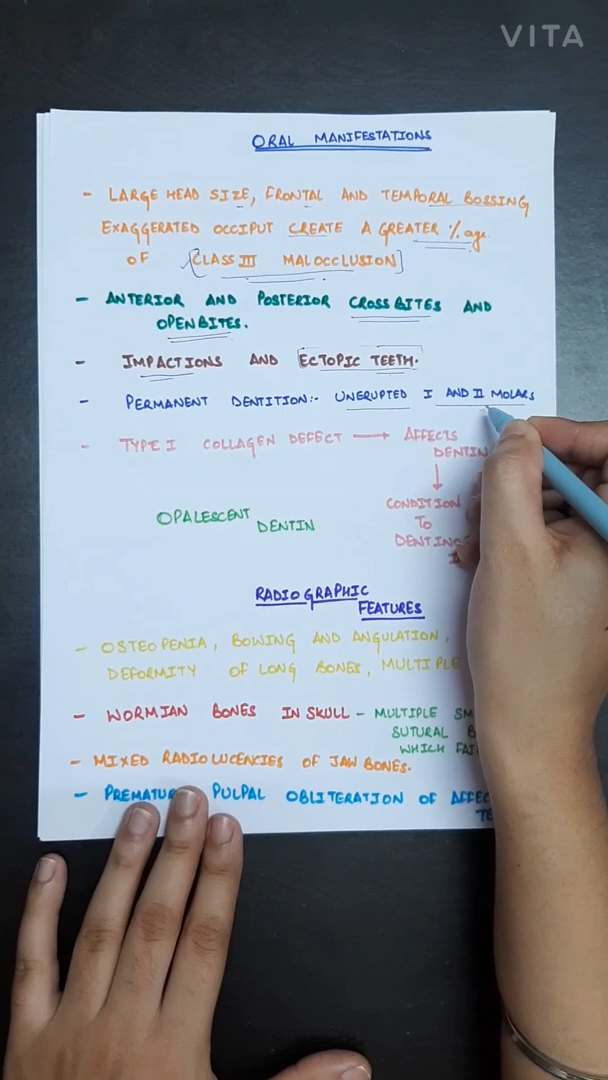 VITA
ORAL MANIFESTATIONS
- LARGE HEAD SIZE, FRONTAL AND TEMPORAL BOSSING
EXAGGERATED OCCIPUT CREATE A GREATER %age
OF [CLASS III MALOCCLUSION]
- ANTERIOR AND POSTERIOR CROSSBITES AND
OPENBITES.
- IMPACTIONS AND ECTOPIC TEETH.
- PERMANENT DENTITION:- UNERUPTED I AND II MOLARS
- TYPE I COLLAGEN DEFECT → AFFECTS
DENTIN
↓
CONDITION
TO
OPALESCENT DENTIN
RADIOGRAPHIC
FEATURES
- OSTEOPENIA, BOWING AND ANGULATION,
DEFORMITY OF LONG BONES, MULTIPLE
- WORMIAN BONES IN SKULL - MULTIPLE
SUTURAL
WHICH
- MIXED RADIOLUCENCIES OF JAW BONES.
- PULPAL OBLITERATION OF